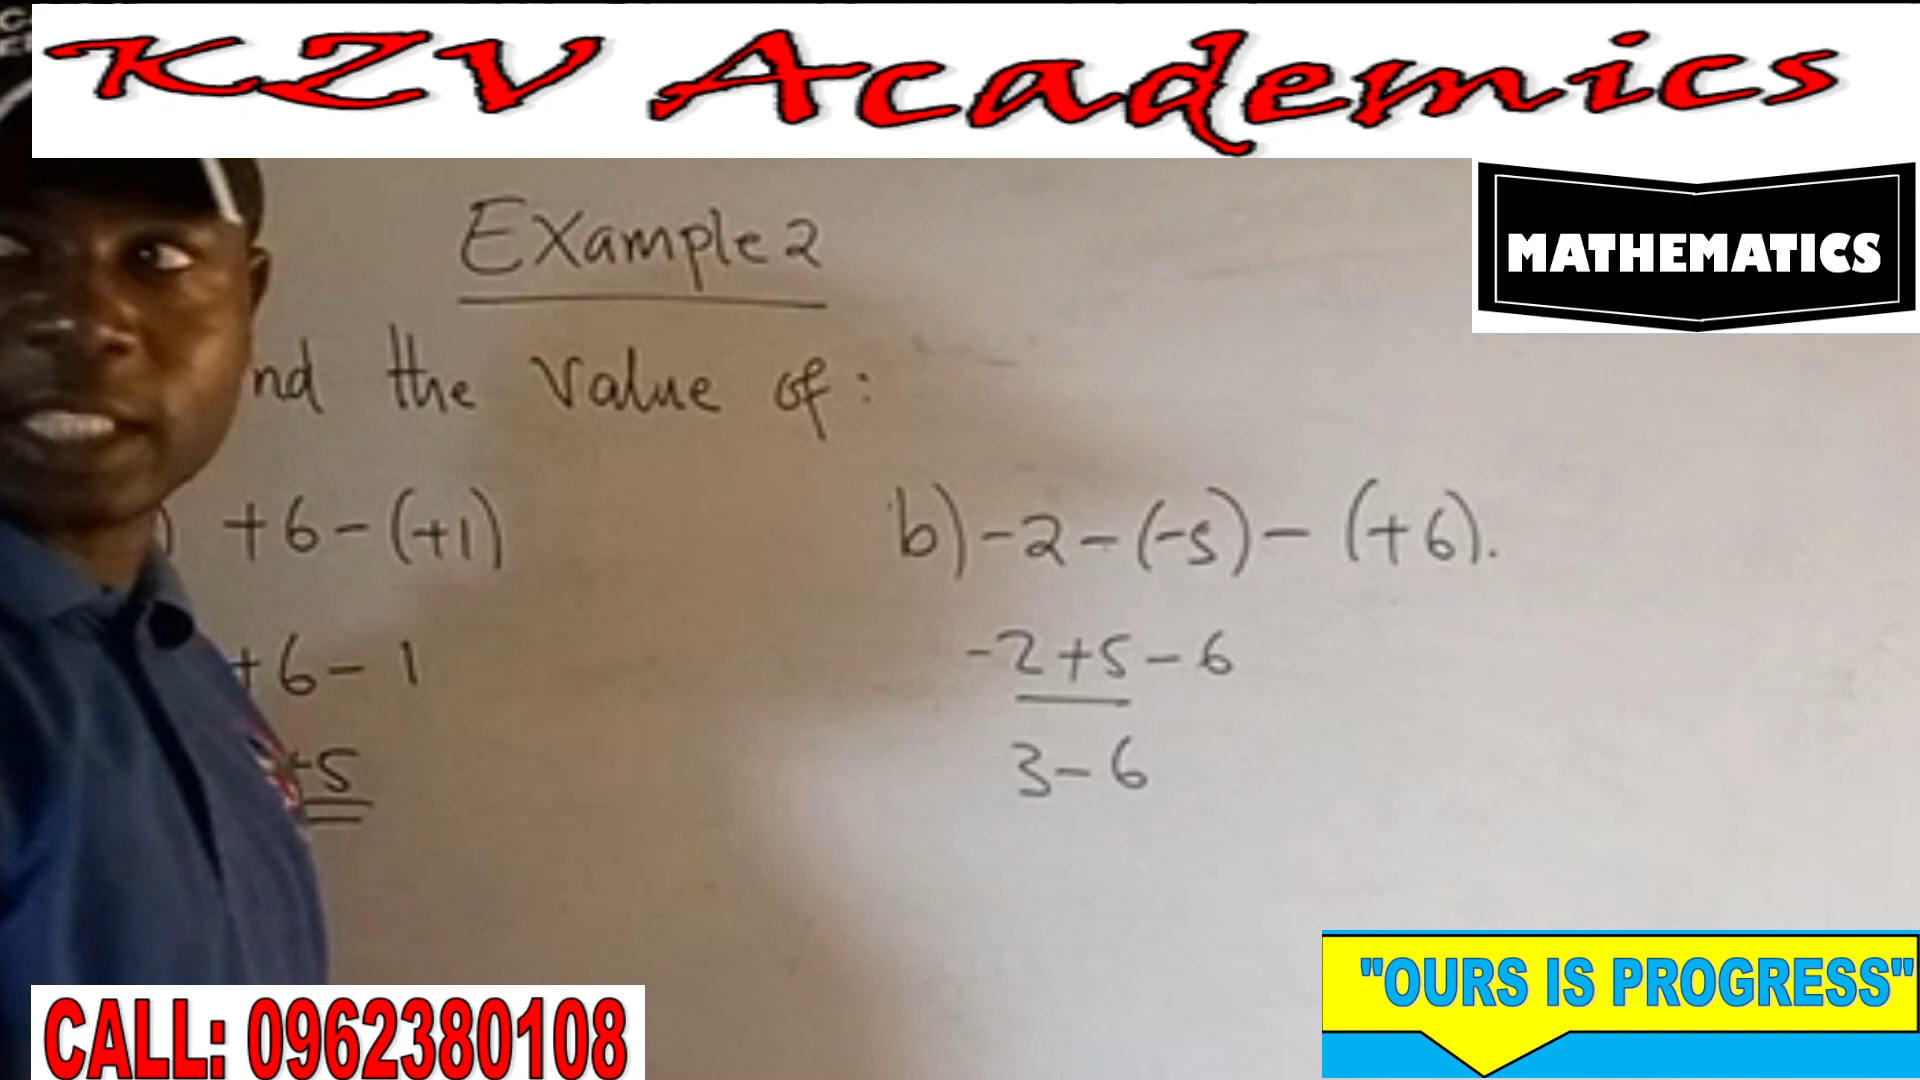 KZV Academics
MATHEMATICS
Example 2
nd the value of:
) +6-(+1)
+6-1
+5
b) -2-(-5)-(+6).
-2+5-6
3-6
CALL: 0962380108
"OURS IS PROGRESS"